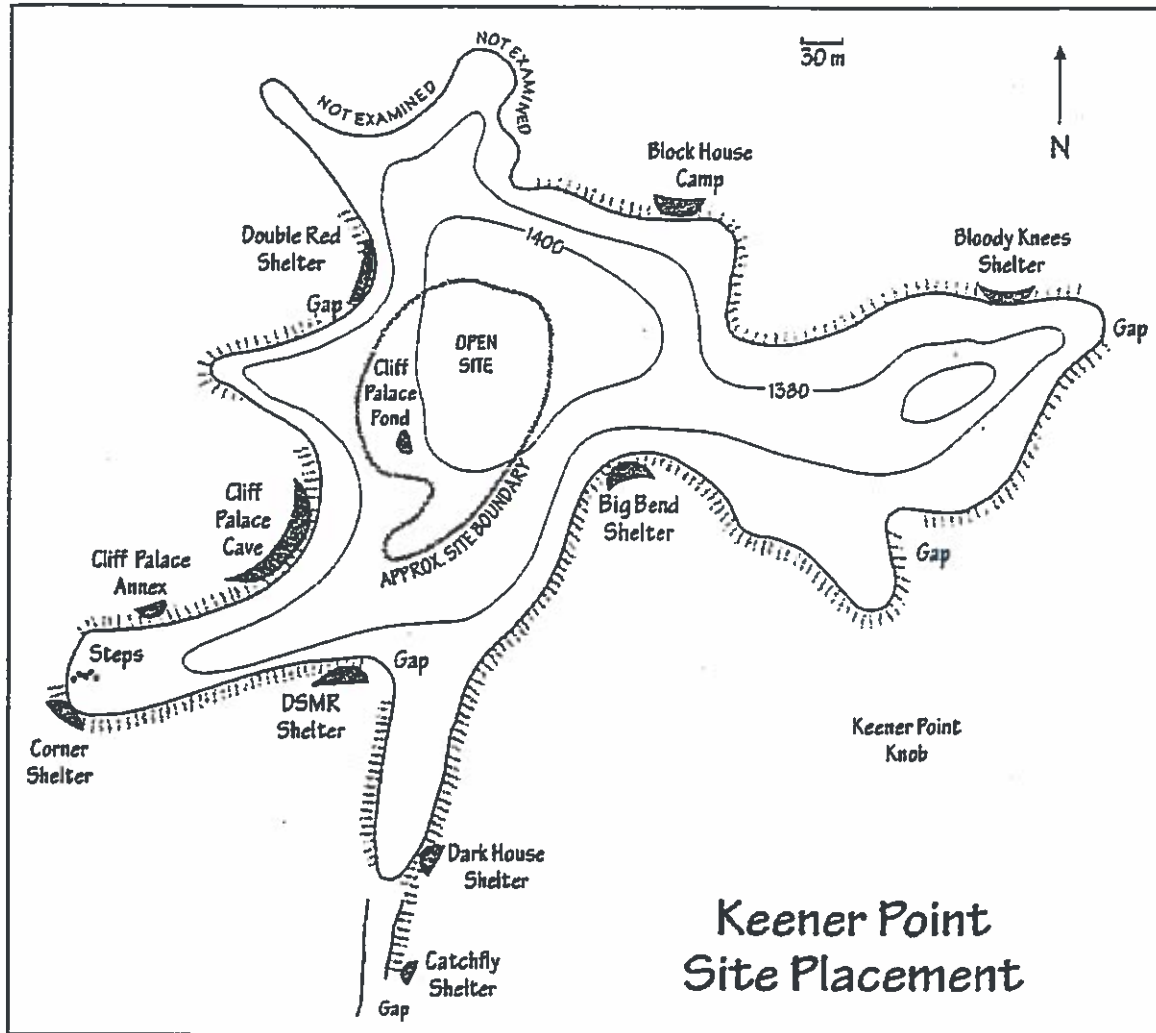 NOT EXAMINED
NOT EXAMINED
30 m
N
Block House
Camp
Double Red
Shelter
Gap
1400
Bloody Knees
Shelter
Gap
OPEN
SITE
Cliff
Palace
Pond
1380
Cliff
Palace
Cave
APPROX. SITE BOUNDARY
Big Bend
Shelter
Gap
Cliff Palace
Annex
Steps
Gap
DSMR
Shelter
Corner
Shelter
Keener Point
Knob
Dark House
Shelter
Catchfly
Shelter
Gap
Keener Point
Site Placement